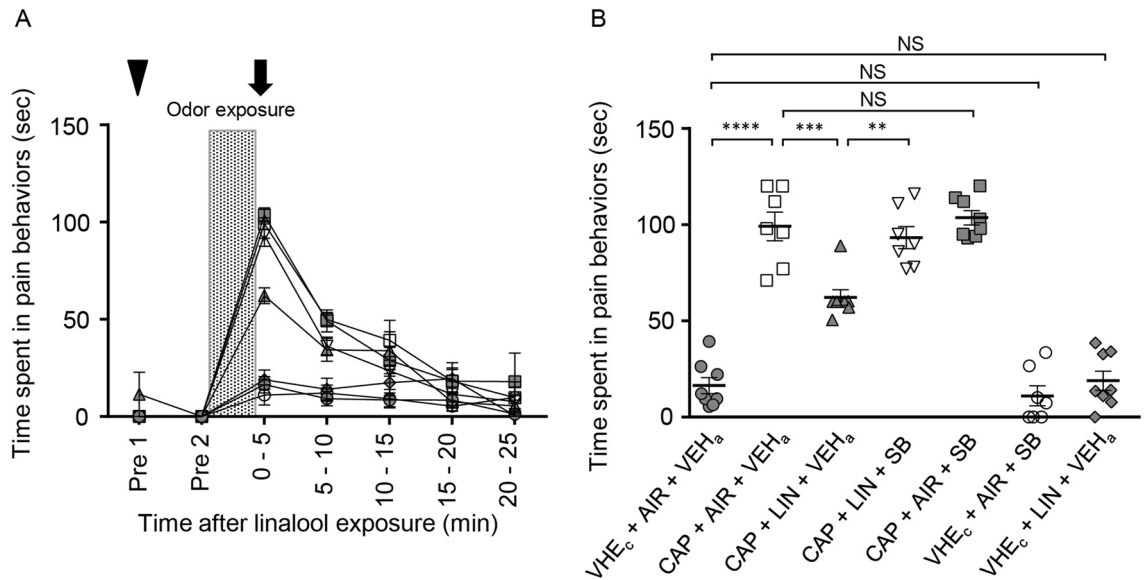 A
Odor exposure
Time spent in pain behaviors (sec)
150
100
50
0
Pre 1
Pre 2
0 - 5
5 - 10
10 - 15
15 - 20
20 - 25
Time after linalool exposure (min)
B
NS
NS
NS
**** *** **
Time spent in pain behaviors (sec)
150
100
50
0
VHEc + AIR + VEHa
CAP + AIR + VEHa
CAP + LIN + VEHa
CAP + LIN + SB
CAP + AIR + SB
VHEc + AIR + SB
VHEc + LIN + VEHa